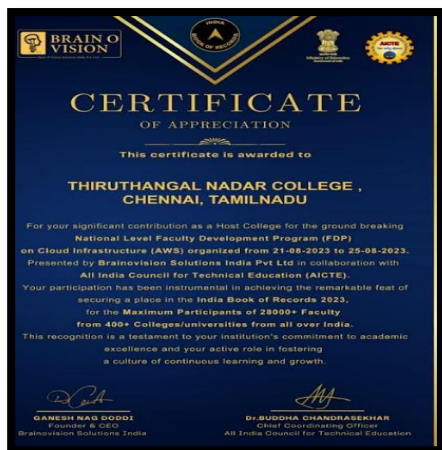 BRAIN O
VISION
INDIA
BOOK OF RECORDS
AICTE
CERTIFICATE
OF APPRECIATION
This certificate is awarded to
THIRUTHANGAL NADAR COLLEGE ,
CHENNAI, TAMILNADU
For your significant contribution as a Host College for the ground breaking
National Level Faculty Development Program (FDP)
on Cloud Infrastructure (AWS) organized from 21-08-2023 to 25-08-2023.
Presented by Brainovision Solutions India Pvt Ltd in collaboration with
All India Council for Technical Education (AICTE).
Your participation has been instrumental in achieving the remarkable feat of
securing a place in the India Book of Records 2023,
for the Maximum Participants of 28000+ Faculty
from 400+ Colleges/universities from all over India.
This recognition is a testament to your institution's commitment to academic
excellence and your active role in fostering
a culture of continuous learning and growth.
GANESH NAG DODDI
Founder & CEO
Brainovision Solutions India
Dr.BUDDHA CHANDRASEKHAR
Chief Coordinating Officer
All India Council for Technical Education